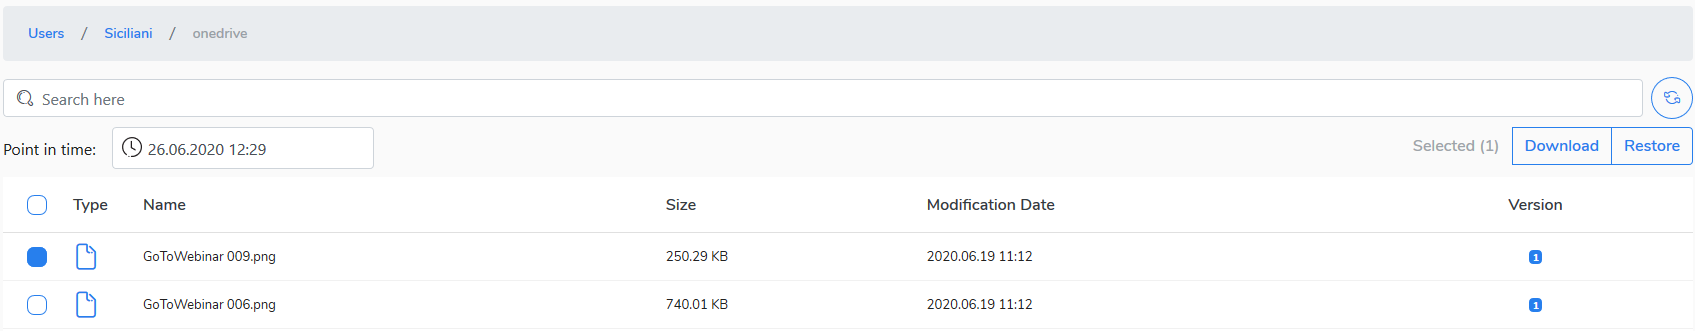 Users / Siciliani / onedrive
Search here
Point in time: 26.06.2020 12:29 Selected (1) Download Restore
Type Name Size Modification Date Version
GoToWebinar 009.png 250.29 KB 2020.06.19 11:12 1
GoToWebinar 006.png 740.01 KB 2020.06.19 11:12 1